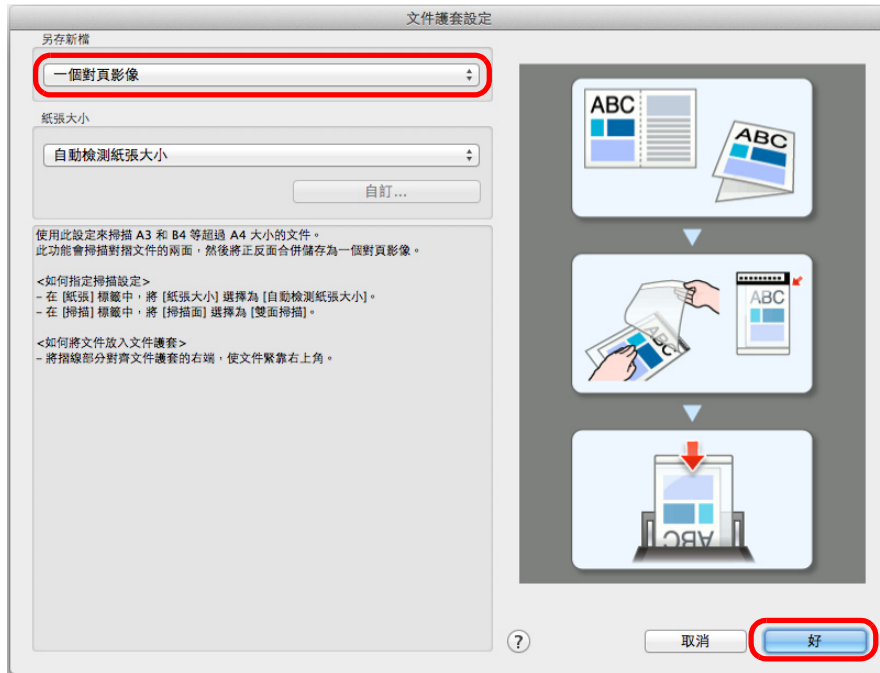 文件護套設定
另存新檔
一個對頁影像
紙張大小
自動檢測紙張大小
自訂...
使用此設定來掃描 A3 和 B4 等超過 A4 大小的文件。
此功能會掃描對摺文件的兩面，然後將正反面合併儲存為一個對頁影像。
<如何指定掃描設定>
– 在 [紙張] 標籤中，將 [紙張大小] 選擇為 [自動檢測紙張大小]。
– 在 [掃描] 標籤中，將 [掃描面] 選擇為 [雙面掃描]。
<如何將文件放入文件護套>
– 將摺線部分對齊文件護套的右端，使文件緊靠右上角。
ABC
ABC
ABC
ABC
ABC
?
取消
好